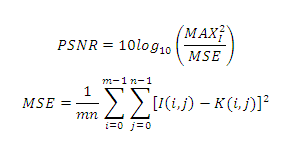 PSNR = 10log₁₀(MAX_I²/MSE)
MSE = 1/mn ∑_{i=0}^{m−1} ∑_{j=0}^{n−1} [I(i,j) − K(i,j)]²